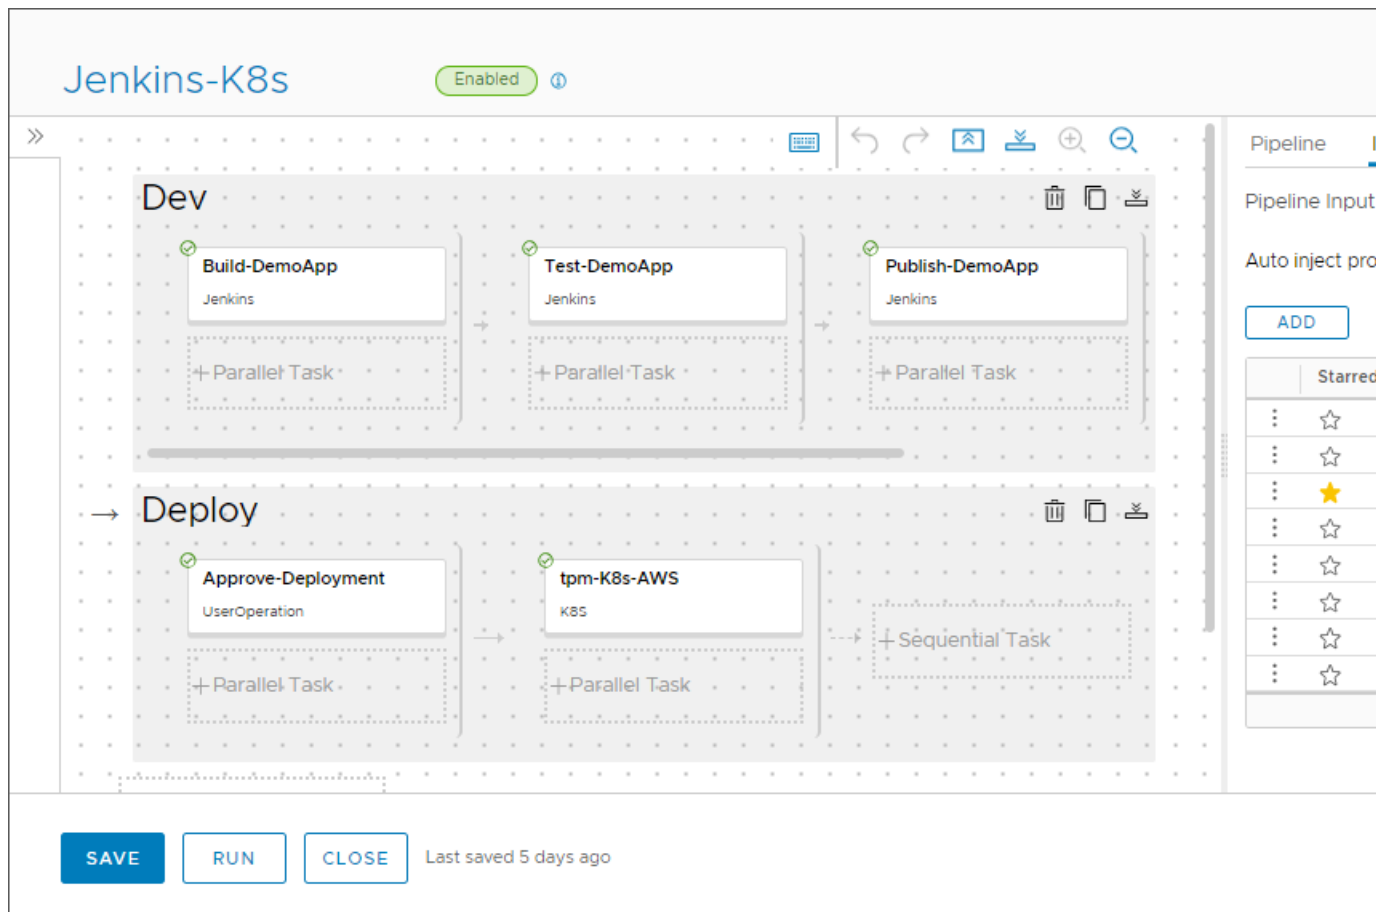 Jenkins-K8s
Enabled
Pipeline
Dev
Pipeline Input
Build-DemoApp
Jenkins
Test-DemoApp
Jenkins
Publish-DemoApp
Jenkins
Auto inject pro
ADD
+Parallel Task
+Parallel Task
+Parallel Task
Starred
Deploy
Approve-Deployment
UserOperation
tpm-K8s-AWS
K8S
+Sequential Task
+Parallel Task
+Parallel Task
SAVE
RUN
CLOSE
Last saved 5 days ago